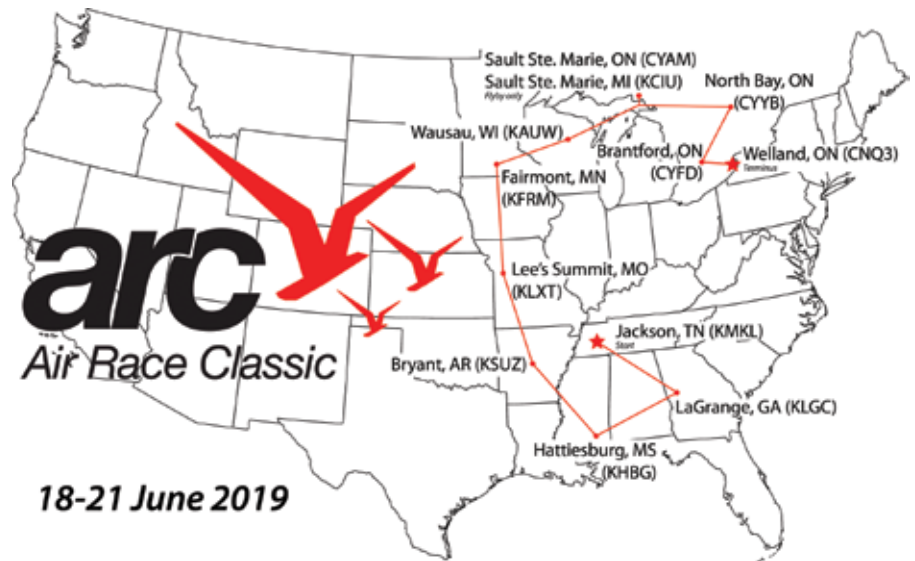 Sault Ste. Marie, ON (CYAM)
Sault Ste. Marie, MI (KCIU)
Flyby only
North Bay, ON
(CYYB)
Wausau, WI (KAUW)
Brantford, ON
(CYFD)
Welland, ON (CNQ3)
Terminus
Fairmont, MN
(KFRM)
Lee's Summit, MO
(KLXT)
arc
Air Race Classic
Jackson, TN (KMKL)
Start
Bryant, AR (KSUZ)
LaGrange, GA (KLGC)
Hattiesburg, MS
(KHBG)
18-21 June 2019